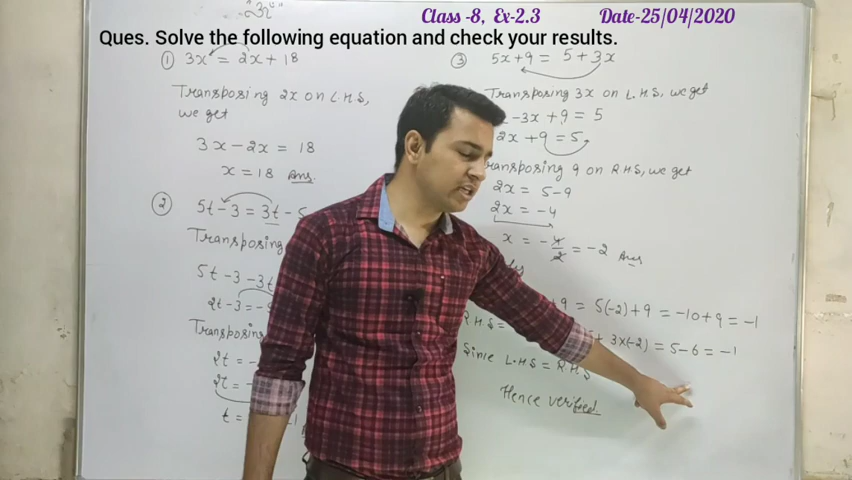 Class -8, Ex-2.3
Date-25/04/2020
Ques. Solve the following equation and check your results.
① 3x = 2x + 18
Transposing 2x on L.H.S,
we get
3x - 2x = 18
x = 18 Ans.
② 5t - 3 = 3t - 5
Transposing
5t - 3 - 3t
2t - 3 =
Transposing
2t =
2t =
t =
③ 5x + 9 = 5 + 3x
Transposing 3x on L.H.S, we get
- 3x + 9 = 5
2x + 9 = 5
Transposing 9 on R.H.S, we get
2x = 5 - 9
2x = -4
x = -4/2 = -2 Ans
+ 9 = 5(-2) + 9 = -10 + 9 = -1
R.H.S = + 3x(-2) = 5 - 6 = -1
Since L.H.S = R.H.S
Hence verified.